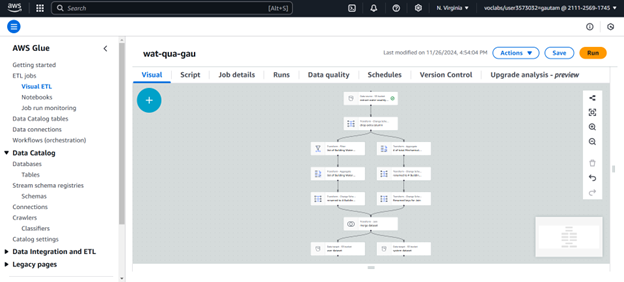 aws
Search [Alt+S]
N. Virginia
voclabs/user3573032=gautam @ 2111-2569-1745
AWS Glue
Getting started
ETL jobs
Visual ETL
Notebooks
Job run monitoring
Data Catalog tables
Data connections
Workflows (orchestration)
Data Catalog
Databases
Tables
Stream schema registries
Schemas
Connections
Crawlers
Classifiers
Catalog settings
Data Integration and ETL
Legacy pages
wat-qua-gau
Last modified on 11/26/2024, 4:54:04 PM
Actions
Save
Run
Visual Script Job details Runs Data quality Schedules Version Control Upgrade analysis - preview